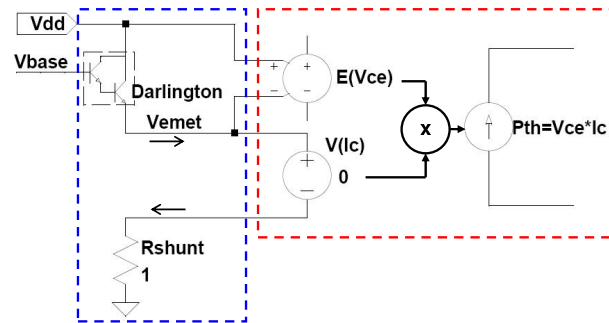 Vdd
Vbase
Darlington
Vemet
Rshunt
1
+
−
+
−
E(Vce)
V(Ic)
+
−
0
x
Pth=Vce*Ic